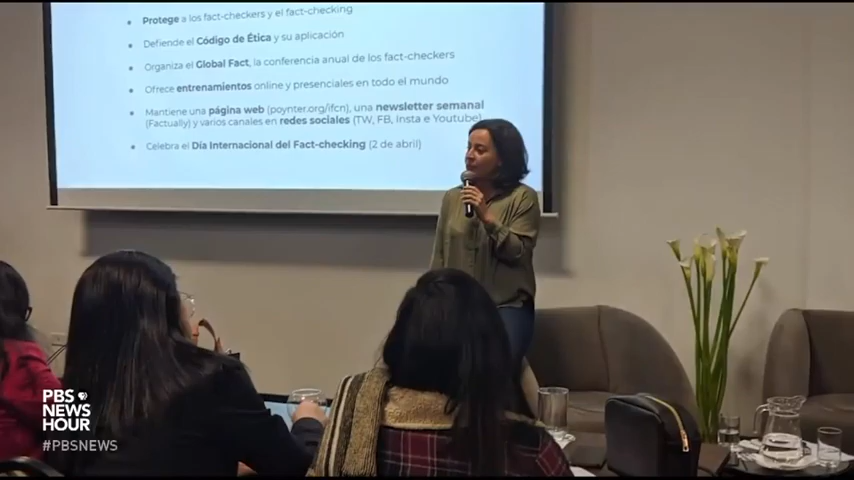 Protege a los fact-checkers y el fact-checking
Defiende el Código de Ética y su aplicación
Organiza el Global Fact, la conferencia anual de los fact-checkers
Ofrece entrenamientos online y presenciales en todo el mundo
Mantiene una página web (poynter.org/ifcn), una newsletter semanal
(Factually) y varios canales en redes sociales (TW, FB, Insta e Youtube)
Celebra el Día Internacional del Fact-checking (2 de abril)
PBS
NEWS
HOUR
#PBSNEWS